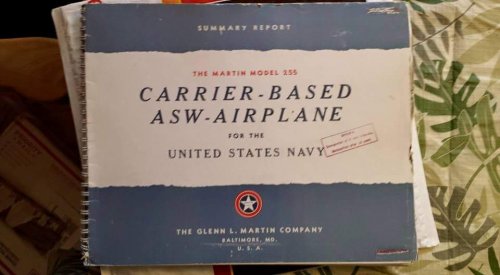 SUMMARY REPORT
THE MARTIN MODEL 255
CARRIER-BASED
ASW-AIRPLANE
FOR THE
UNITED STATES NAVY
THE GLENN L. MARTIN COMPANY
BALTIMORE, MD.
U. S. A.